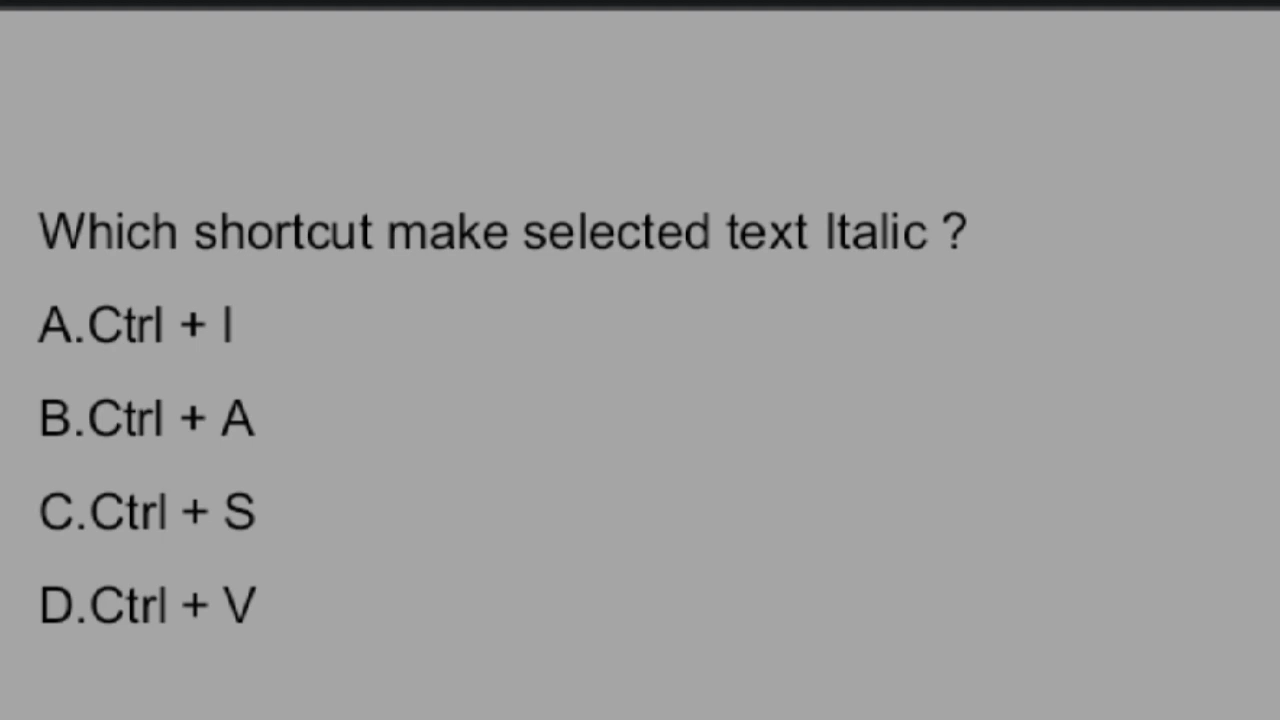 Which shortcut make selected text Italic ?
A.Ctrl + I
B.Ctrl + A
C.Ctrl + S
D.Ctrl + V